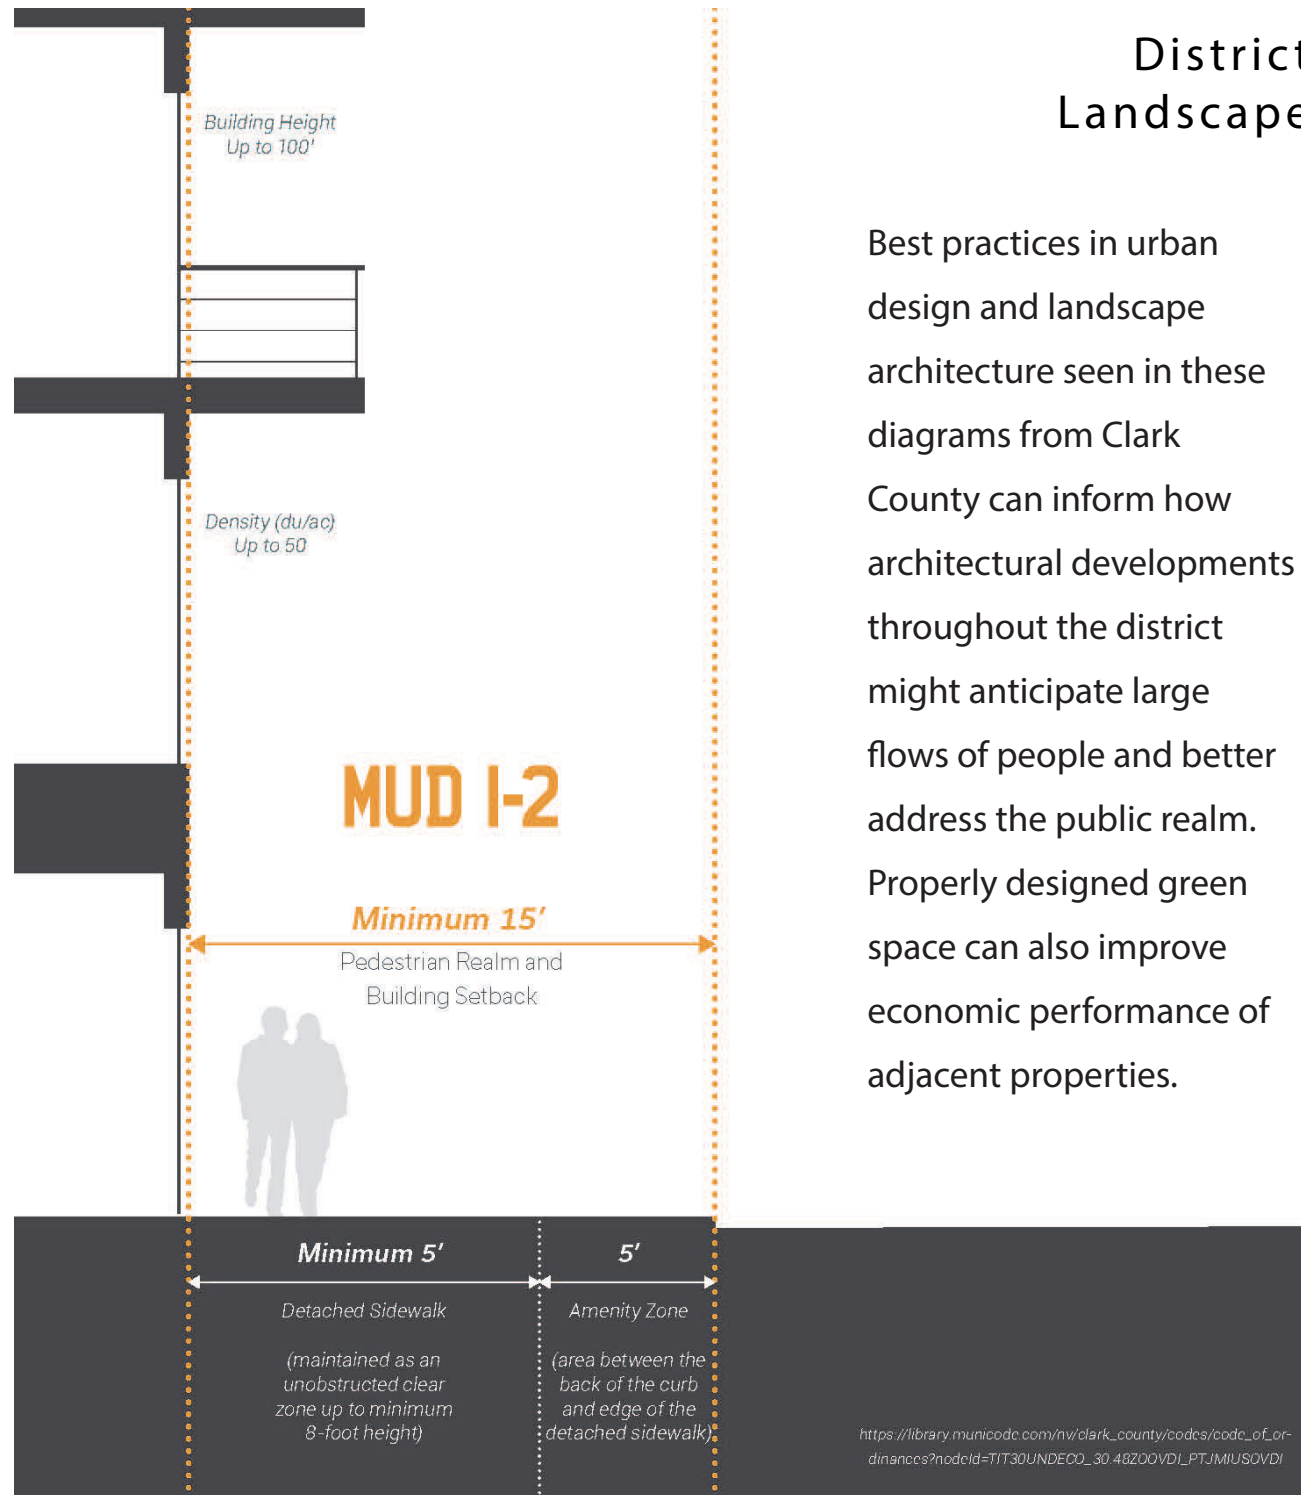 District
Landscape
Building Height
Up to 100'
Best practices in urban
design and landscape
architecture seen in these
diagrams from Clark
County can inform how
architectural developments
throughout the district
might anticipate large
flows of people and better
address the public realm.
Properly designed green
space can also improve
economic performance of
adjacent properties.
Density (du/ac)
Up to 50
MUD 1-2
Minimum 15'
Pedestrian Realm and
Building Setback
Minimum 5'
Detached Sidewalk
(maintained as an
unobstructed clear
zone up to minimum
8-foot height)
5'
Amenity Zone
(area between the
back of the curb
and edge of the
detached sidewalk)
https://library.municode.com/nv/clark_county/codes/code_of_or-
dinances?nodeId=TIT30UNDECO_30.48ZOOVDI_PTJMIUSOVDI